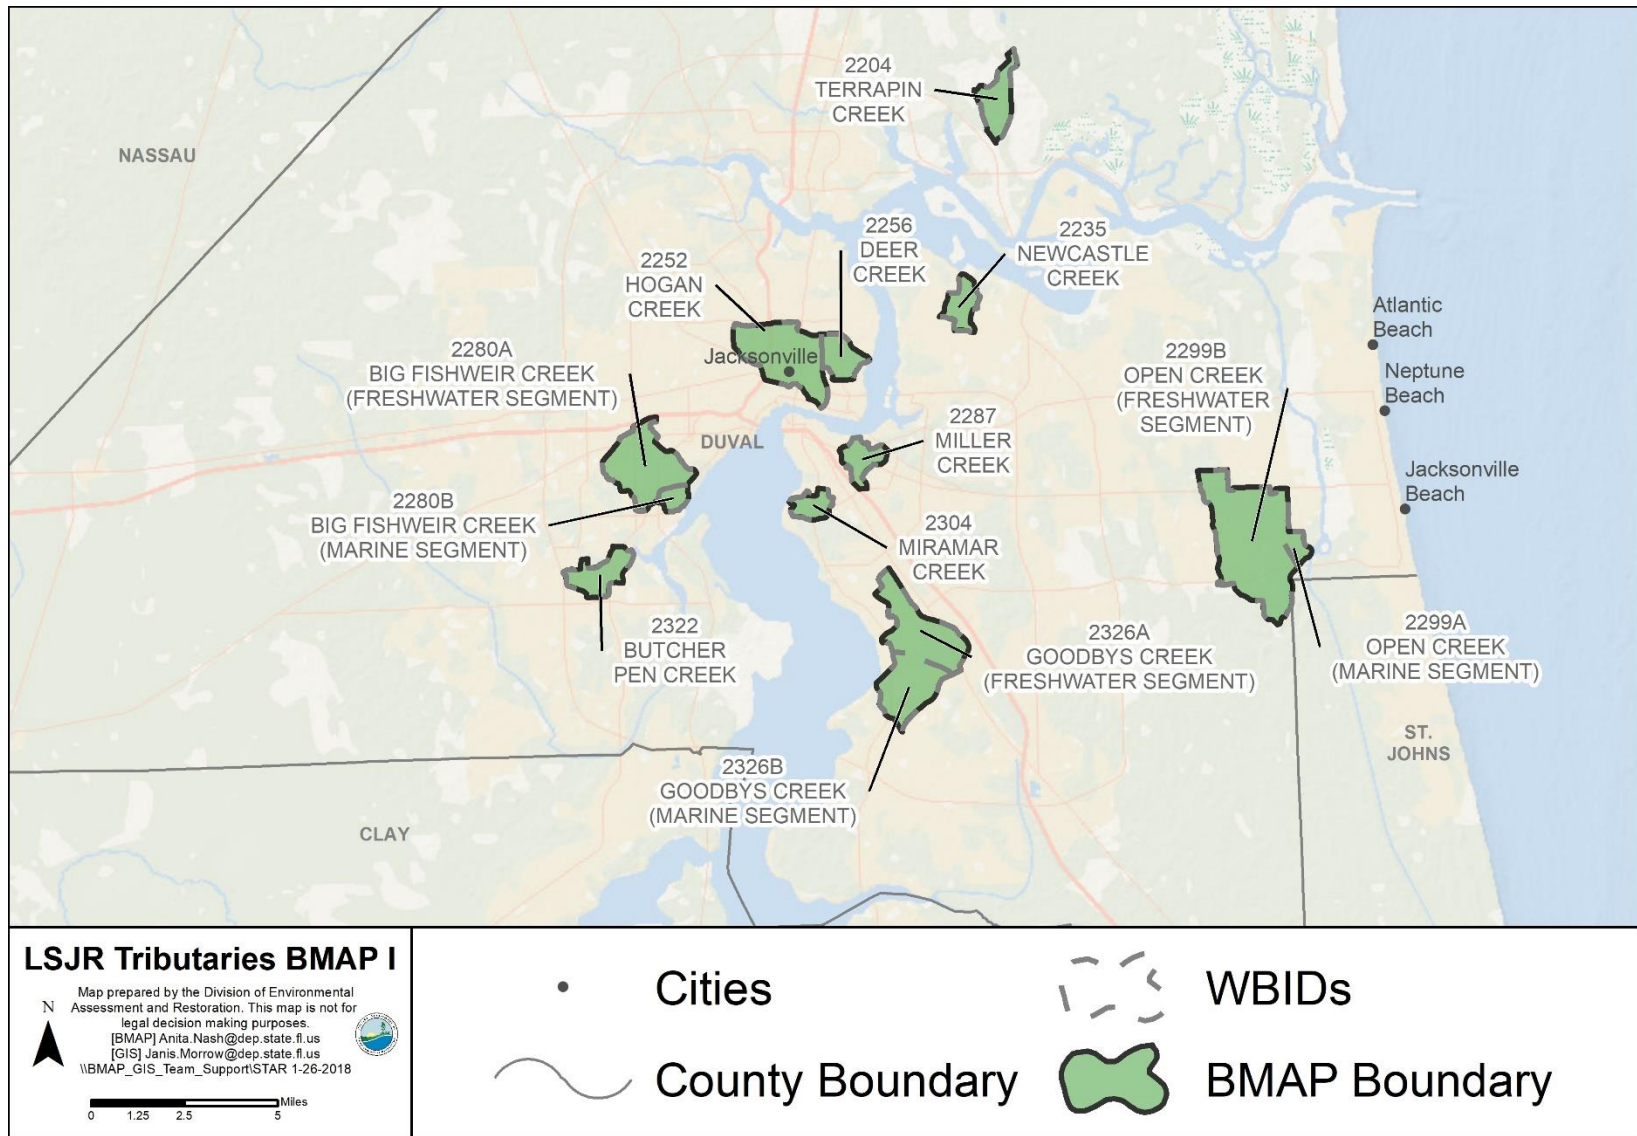 2204
TERRAPIN
CREEK
NASSAU
2256
DEER
CREEK
2235
NEWCASTLE
CREEK
2252
HOGAN
CREEK
Atlantic
Beach
2280A
BIG FISHWEIR CREEK
(FRESHWATER SEGMENT)
Jacksonville
2299B
OPEN CREEK
(FRESHWATER
SEGMENT)
Neptune
Beach
DUVAL
2287
MILLER
CREEK
Jacksonville
Beach
2280B
BIG FISHWEIR CREEK
(MARINE SEGMENT)
2304
MIRAMAR
CREEK
2322
BUTCHER
PEN CREEK
2326A
GOODBYS CREEK
(FRESHWATER SEGMENT)
2299A
OPEN CREEK
(MARINE SEGMENT)
ST.
JOHNS
2326B
GOODBYS CREEK
(MARINE SEGMENT)
CLAY
LSJR Tributaries BMAP I
Map prepared by the Division of Environmental
Assessment and Restoration. This map is not for
legal decision making purposes.
[BMAP] Anita.Nash@dep.state.fl.us
[GIS] Janis.Morrow@dep.state.fl.us
\\BMAP_GIS_Team_Support\STAR 1-26-2018
N
Miles
0 1.25 2.5 5
Cities
WBIDs
County Boundary
BMAP Boundary